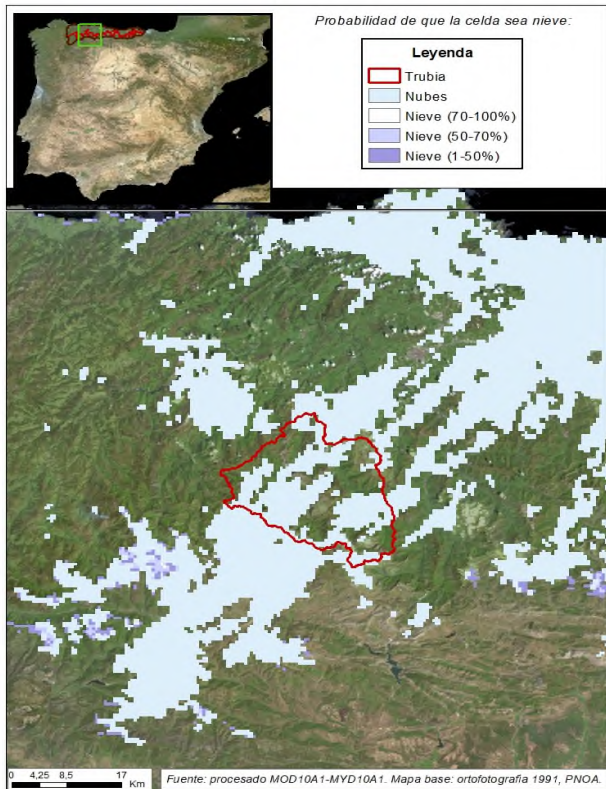 Probabilidad de que la celda sea nieve:
Leyenda
Trubia
Nubes
Nieve (70-100%)
Nieve (50-70%)
Nieve (1-50%)
0 4,25 8,5 17
Km
Fuente: procesado MOD10A1-MYD10A1. Mapa base: ortofotografia 1991, PNOA.